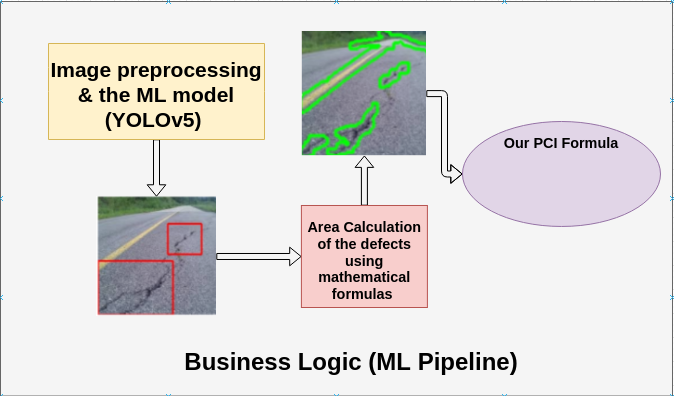 Image preprocessing
& the ML model
(YOLOv5)
Our PCI Formula
Area Calculation
of the defects
using
mathematical
formulas
Business Logic (ML Pipeline)